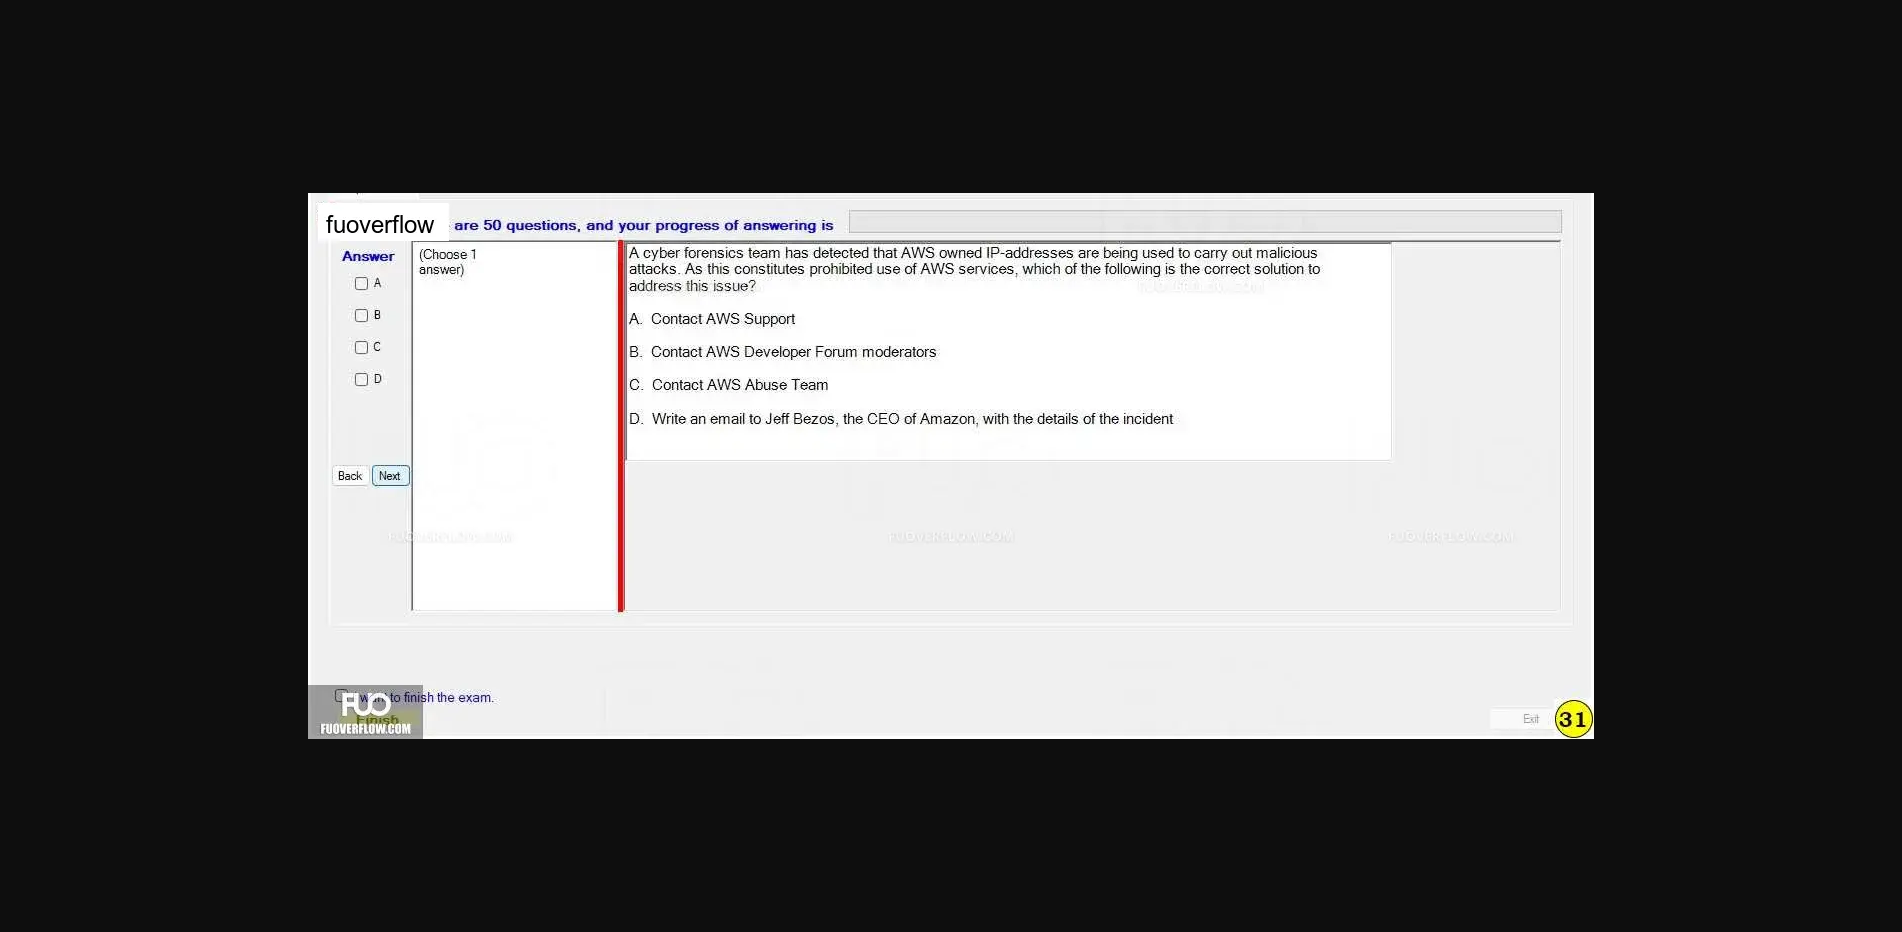 fuoverflow are 50 questions, and your progress of answering is
Answer
(Choose 1
answer)
A
B
C
D
Back Next
A cyber forensics team has detected that AWS owned IP-addresses are being used to carry out malicious
attacks. As this constitutes prohibited use of AWS services, which of the following is the correct solution to
address this issue?
A. Contact AWS Support
B. Contact AWS Developer Forum moderators
C. Contact AWS Abuse Team
D. Write an email to Jeff Bezos, the CEO of Amazon, with the details of the incident
FUOVERFLOW.COM
FUOVERFLOW.COM FUOVERFLOW.COM FUOVERFLOW.COM
want to finish the exam.
FUO
Finish
FUOVERFLOW.COM
Exit 31